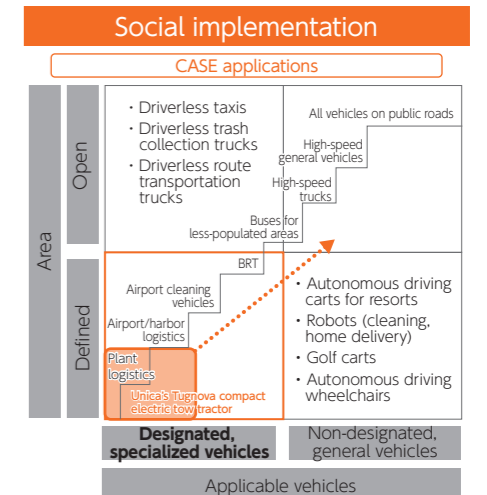 Social implementation
CASE applications
Area
Open
Defined
· Driverless taxis
· Driverless trash
collection trucks
· Driverless route
transportation
trucks
All vehicles on public roads
High-speed
general vehicles
High-speed
trucks
Buses for
less-populated areas
BRT
Airport cleaning
vehicles
Airport/harbor
logistics
Plant
logistics
Unica's Tugnova compact
electric tow tractor
· Autonomous driving
carts for resorts
· Robots (cleaning,
home delivery)
· Golf carts
· Autonomous driving
wheelchairs
Designated,
specialized vehicles
Non-designated,
general vehicles
Applicable vehicles